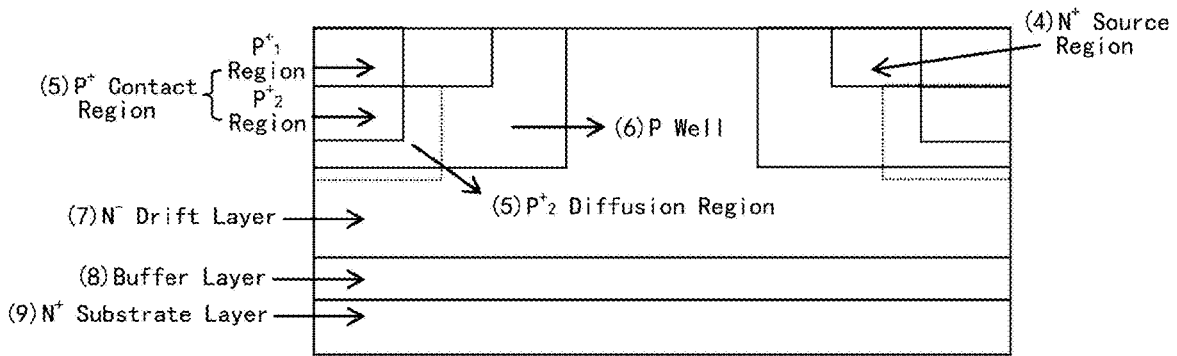 (4)N⁺ Source
Region
P⁺₁
Region
(5)P⁺ Contact
Region
P⁺₂
Region
(6)P Well
(5)P⁺₂ Diffusion Region
(7)N⁻ Drift Layer
(8)Buffer Layer
(9)N⁺ Substrate Layer